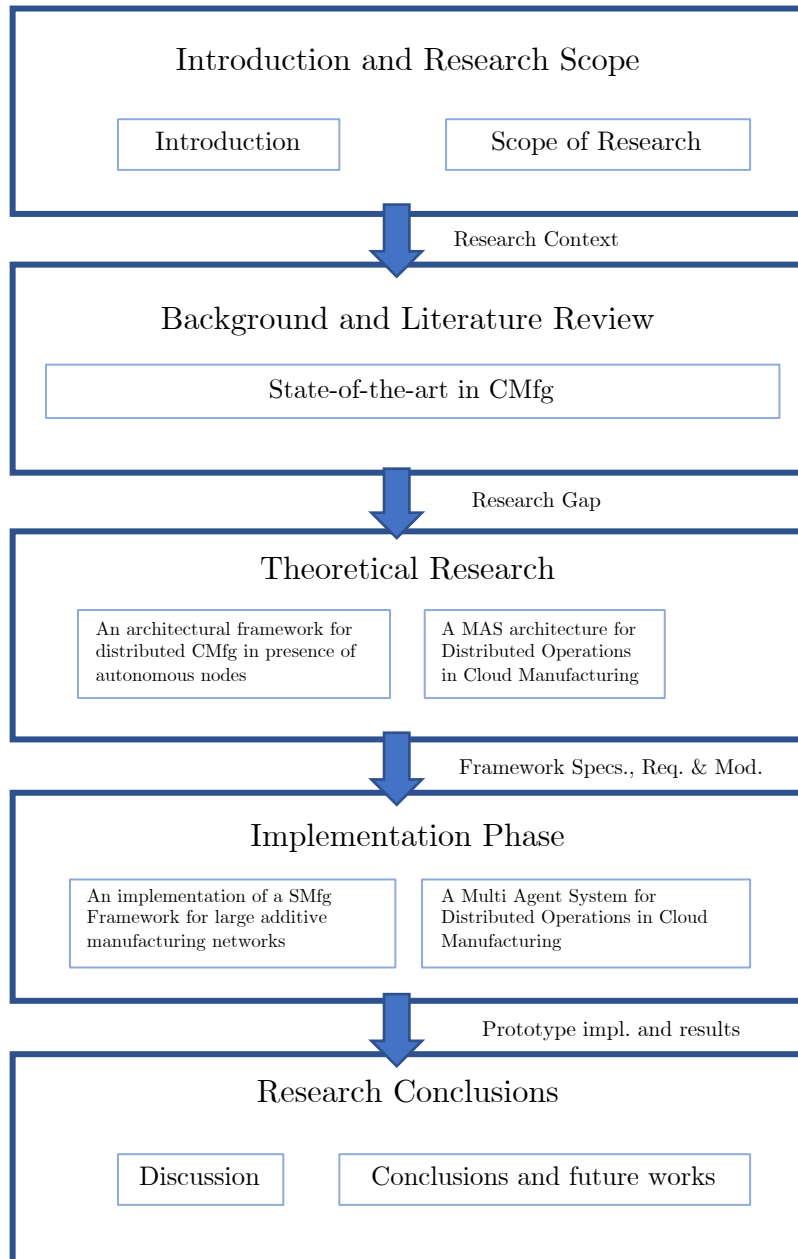 Introduction and Research Scope
Introduction
Scope of Research
Research Context
Background and Literature Review
State-of-the-art in CMfg
Research Gap
Theoretical Research
An architectural framework for
distributed CMfg in presence of
autonomous nodes
A MAS architecture for
Distributed Operations
in Cloud Manufacturing
Framework Specs., Req. & Mod.
Implementation Phase
An implementation of a SMfg
Framework for large additive
manufacturing networks
A Multi Agent System for
Distributed Operations in Cloud
Manufacturing
Prototype impl. and results
Research Conclusions
Discussion
Conclusions and future works